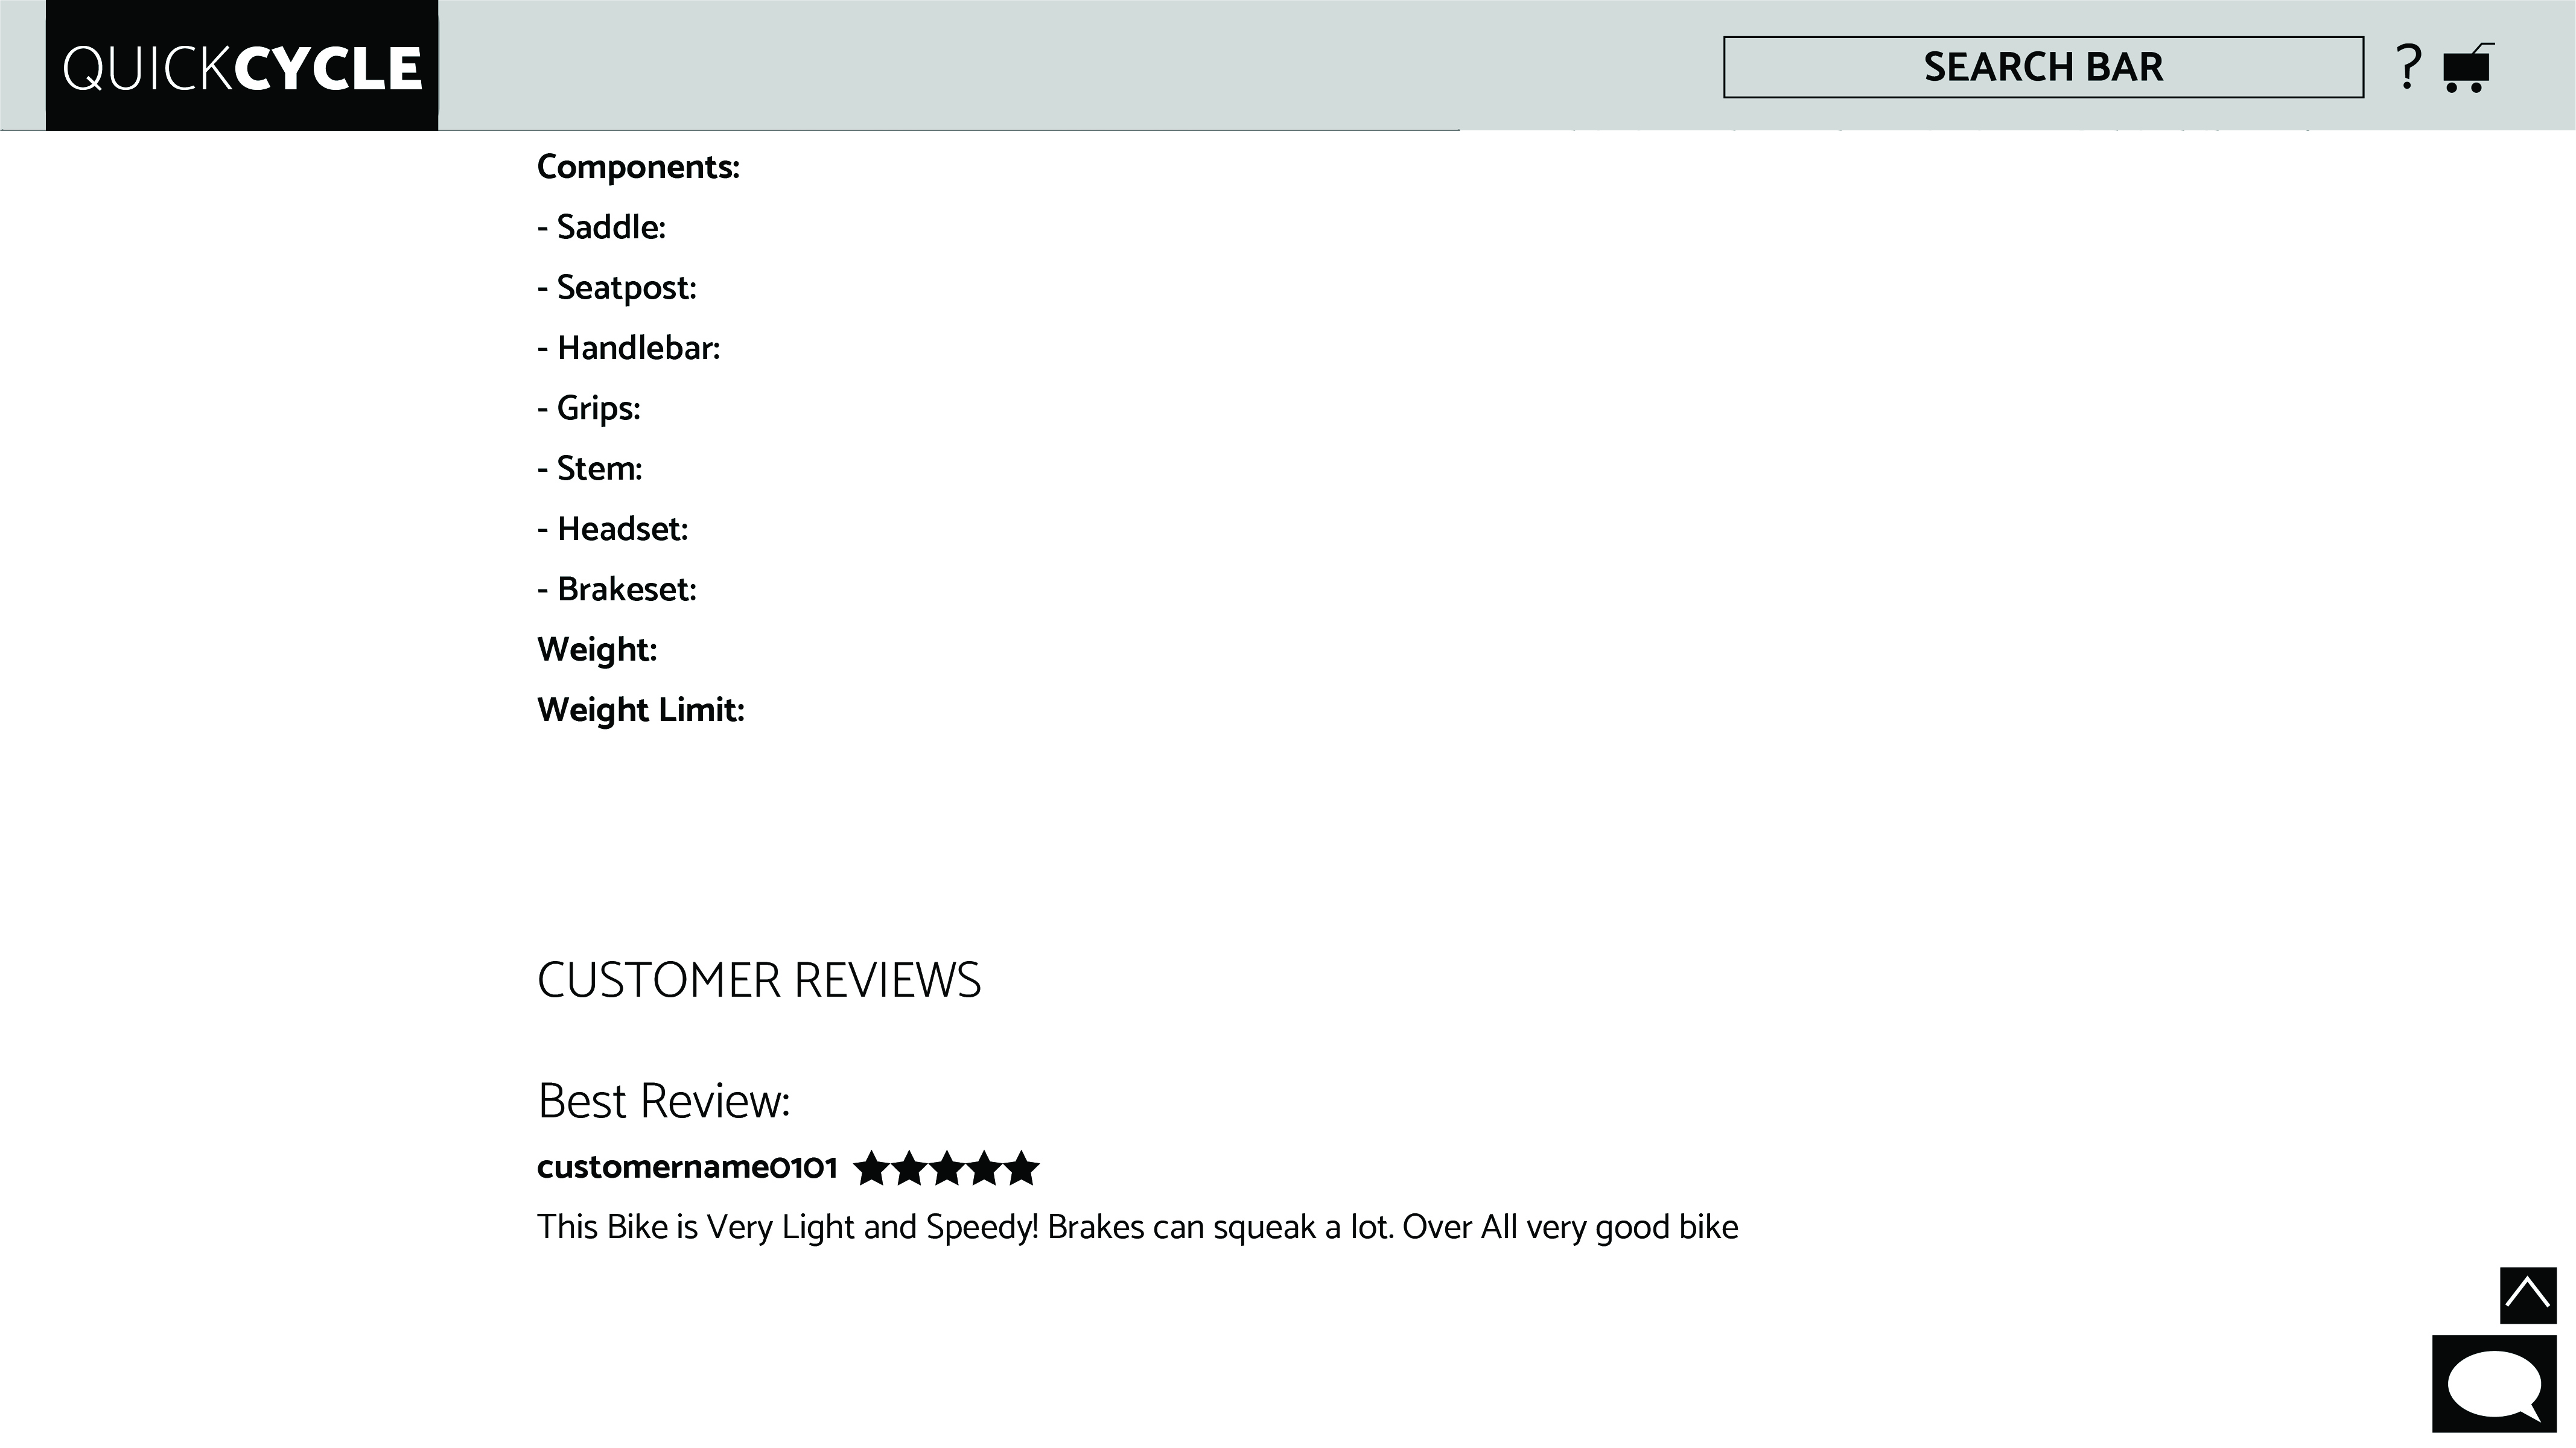 QUICKCYCLE
SEARCH BAR
?
Components:
- Saddle:
- Seatpost:
- Handlebar:
- Grips:
- Stem:
- Headset:
- Brakeset:
Weight:
Weight Limit:
CUSTOMER REVIEWS
Best Review:
customername0101 ★★★★★
This Bike is Very Light and Speedy! Brakes can squeak a lot. Over All very good bike